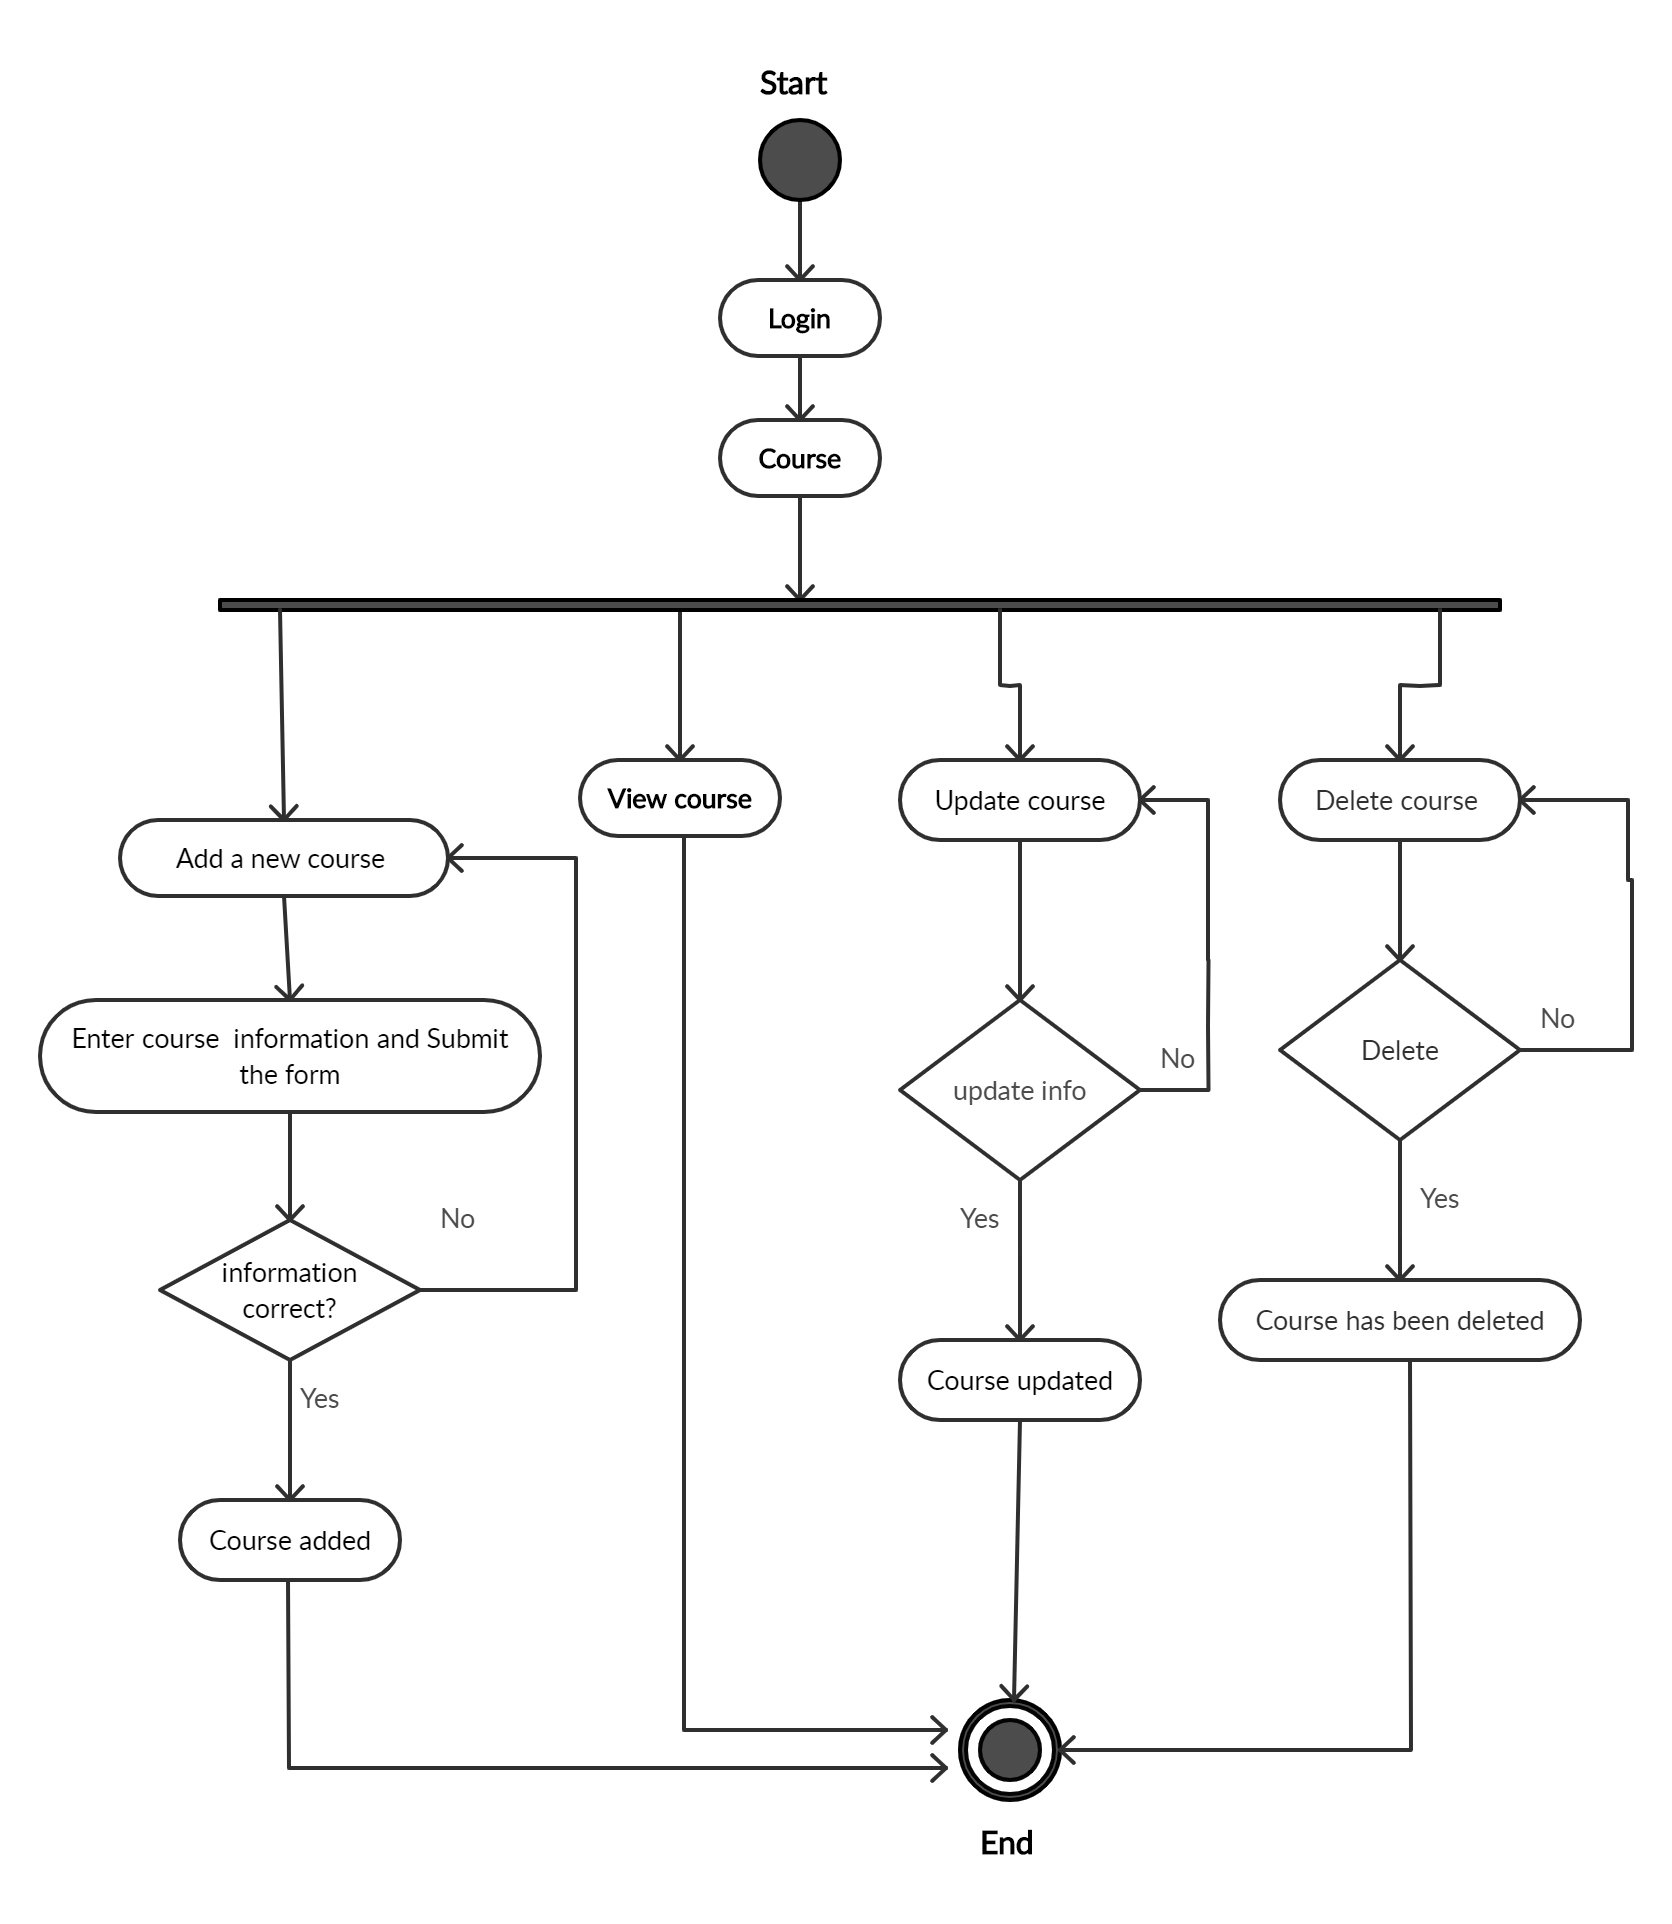 Start
Login
Course
View course
Update course
Delete course
Add a new course
Enter course information and Submit
the form
No
Delete
No
update info
Yes
No
Yes
information
correct?
Course has been deleted
Course updated
Yes
Course added
End